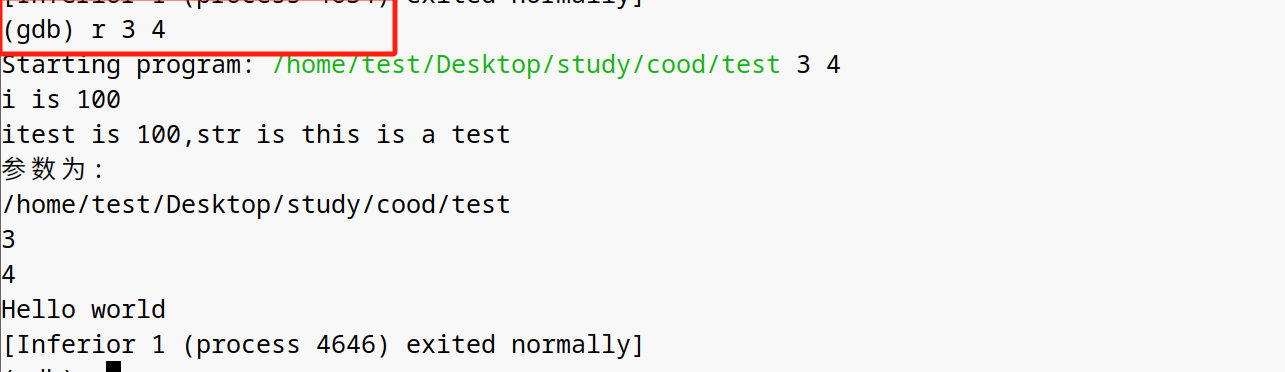 [Inferior 1 (process 4634) exited normally]
(gdb) r 3 4
Starting program: /home/test/Desktop/study/cood/test 3 4
i is 100
itest is 100,str is this is a test
参数为:
/home/test/Desktop/study/cood/test
3
4
Hello world
[Inferior 1 (process 4646) exited normally]
(gdb)